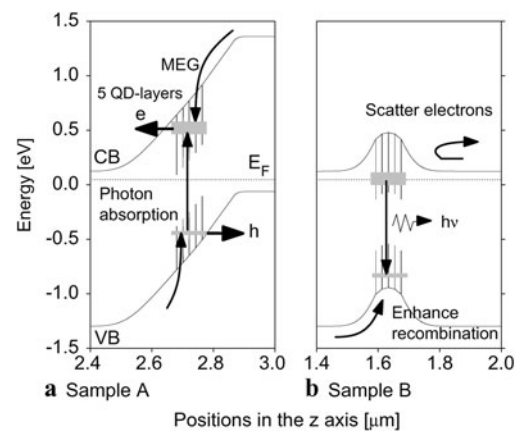 1.5
1.0
0.5
0.0
-0.5
-1.0
-1.5
Energy [eV]
MEG
5 QD-layers
e
CB
E_F
Photon
absorption
h
VB
2.4 2.6 2.8 3.0
a Sample A
Scatter electrons
hν
Enhance
recombination
1.4 1.6 1.8 2.0
b Sample B
Positions in the z axis [μm]